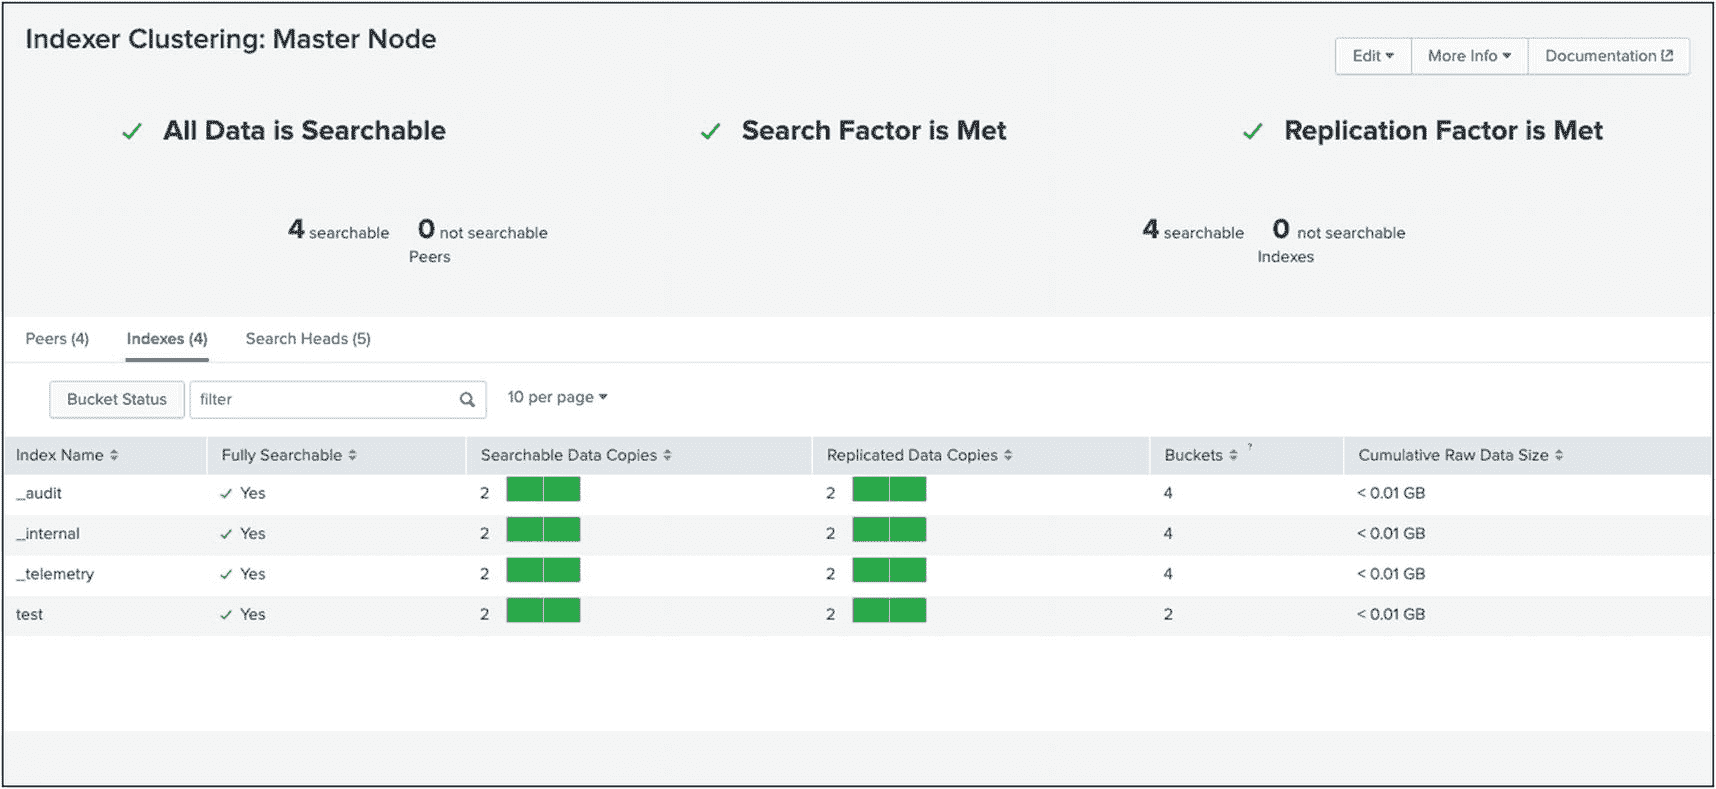 Indexer Clustering: Master Node
Edit More Info Documentation
All Data is Searchable Search Factor is Met Replication Factor is Met
4 searchable 0 not searchable 4 searchable 0 not searchable
Peers Indexes
Peers (4) Indexes (4) Search Heads (5)
Bucket Status filter 10 per page
Index Name Fully Searchable Searchable Data Copies Replicated Data Copies Buckets ? Cumulative Raw Data Size
_audit Yes 2 2 4 < 0.01 GB
_internal Yes 2 2 4 < 0.01 GB
_telemetry Yes 2 2 4 < 0.01 GB
test Yes 2 2 2 < 0.01 GB